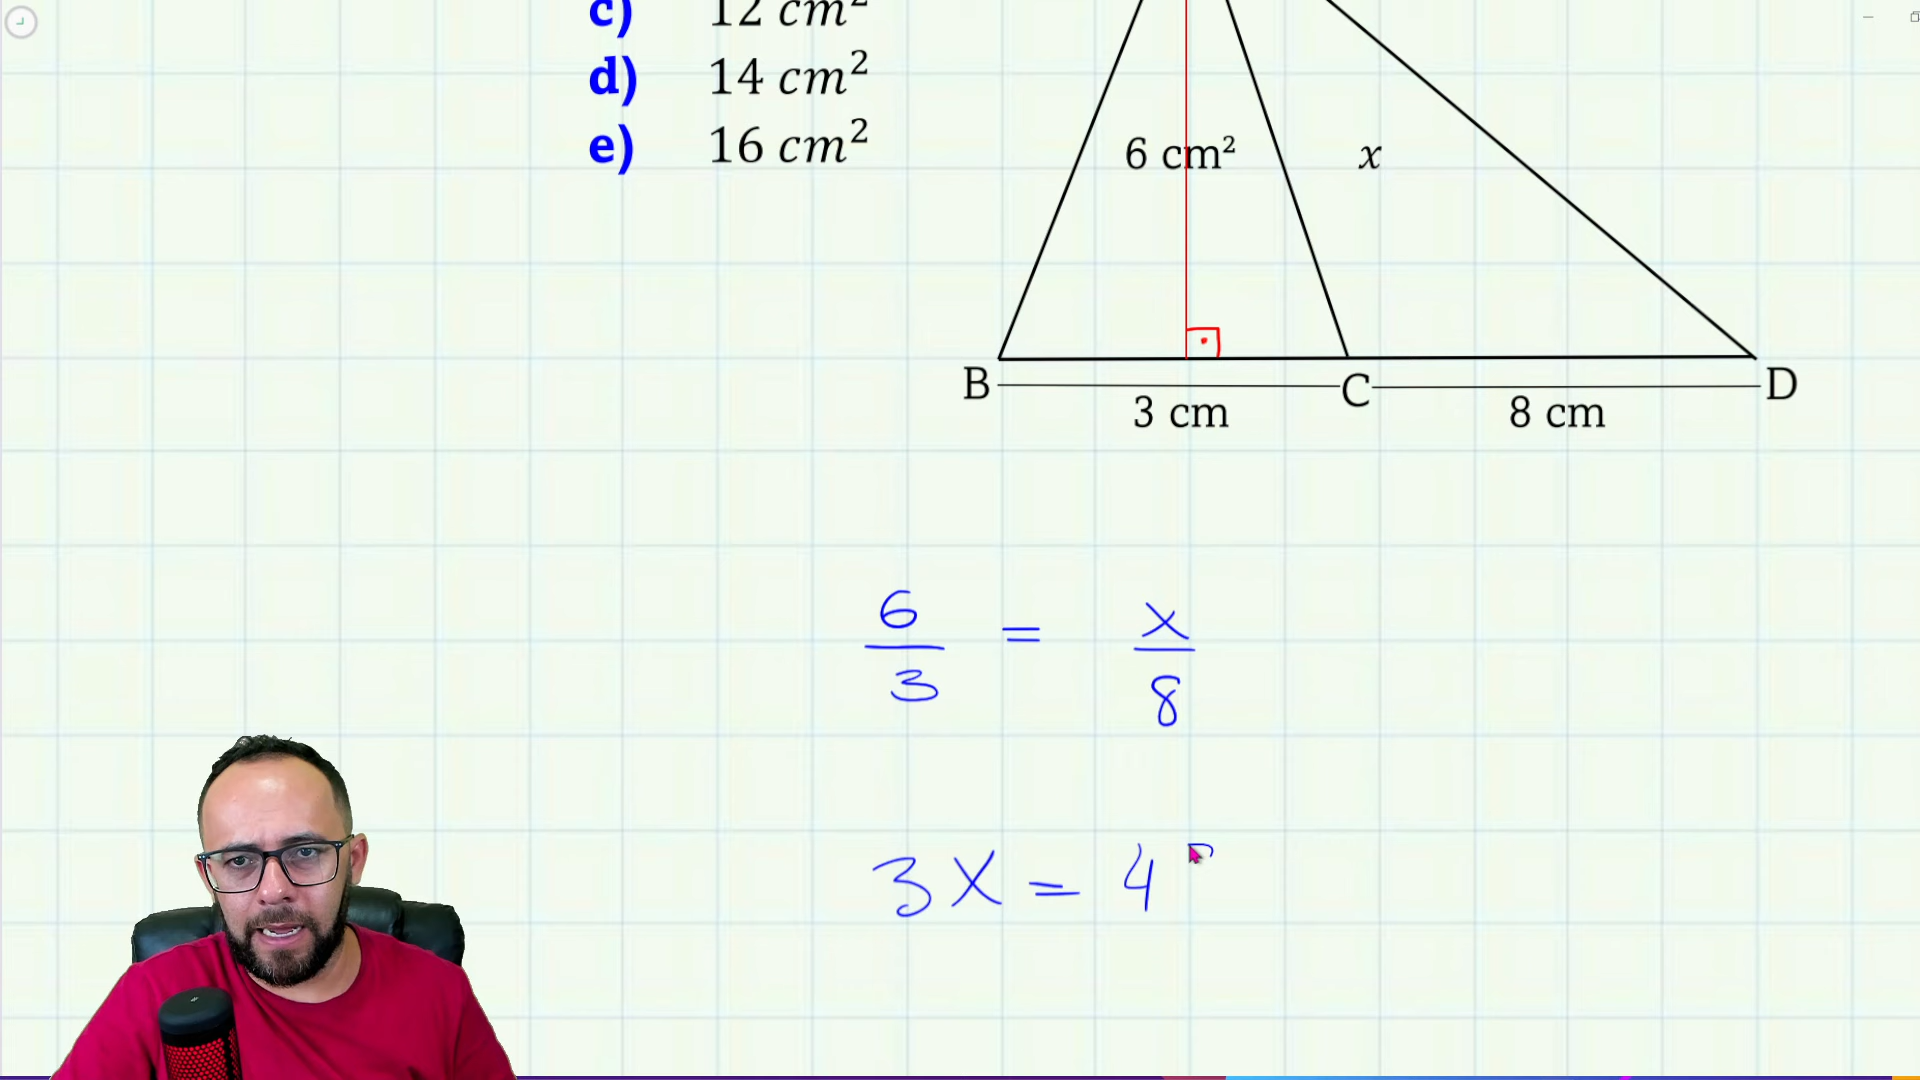 c) 12 cm²
d) 14 cm²
e) 16 cm²
6 cm² x
B C D
3 cm 8 cm
6/3 = x/8
3X = 4